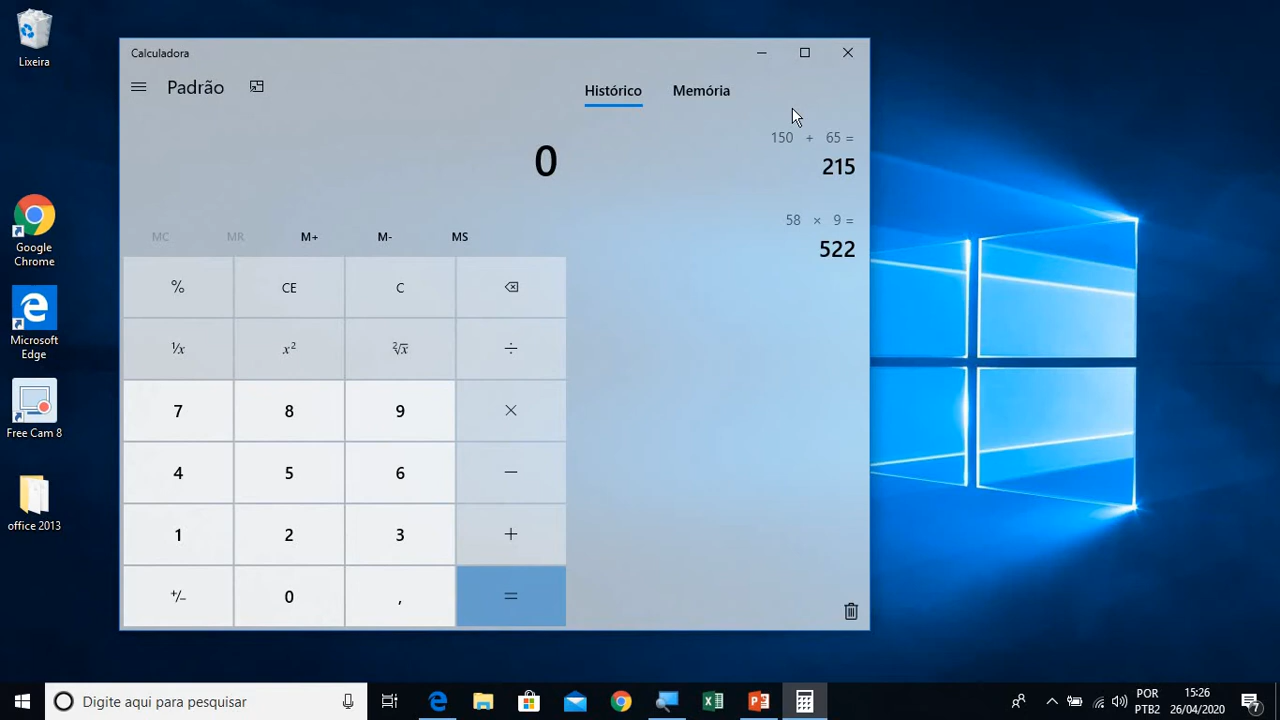 Lixeira
Google
Chrome
Microsoft
Edge
Free Cam 8
office 2013
Calculadora
Padrão
Histórico Memória
0
150 + 65 =
215
58 × 9 =
522
MC MR M+ M- MS
% CE C
¹⁄x x² ²√x ÷
7 8 9 ×
4 5 6 −
1 2 3 +
+/− 0 , =
Digite aqui para pesquisar
POR
PTB2
15:26
26/04/2020
7